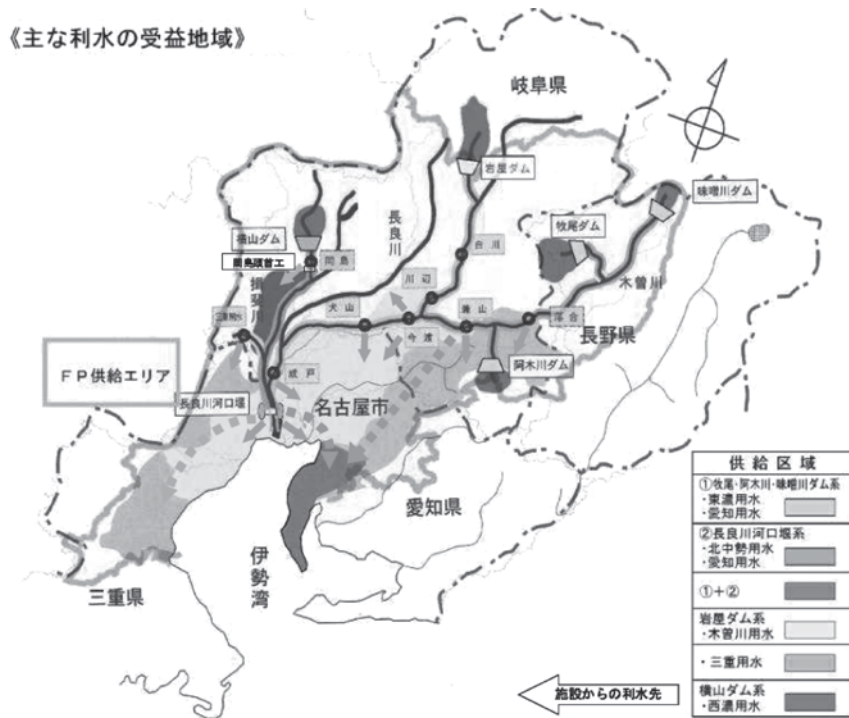 《主な利水の受益地域》
岐阜県
岩屋ダム
味噌川ダム
長良川
牧尾ダム
横山ダム
白川
岡島頭首工
岡島
川辺
木曽川
揖斐川
犬山
兼山
落合
今渡
長野県
阿木川ダム
FP供給エリア
成戸
長良川河口堰
名古屋市
愛知県
伊勢湾
三重県
供給区域
①牧尾・阿木川・味噌川ダム系
・東濃用水
・愛知用水
②長良川河口堰系
・北中勢用水
・愛知用水
①+②
岩屋ダム系
・木曽川用水
・三重用水
横山ダム系
・西濃用水
施設からの利水先